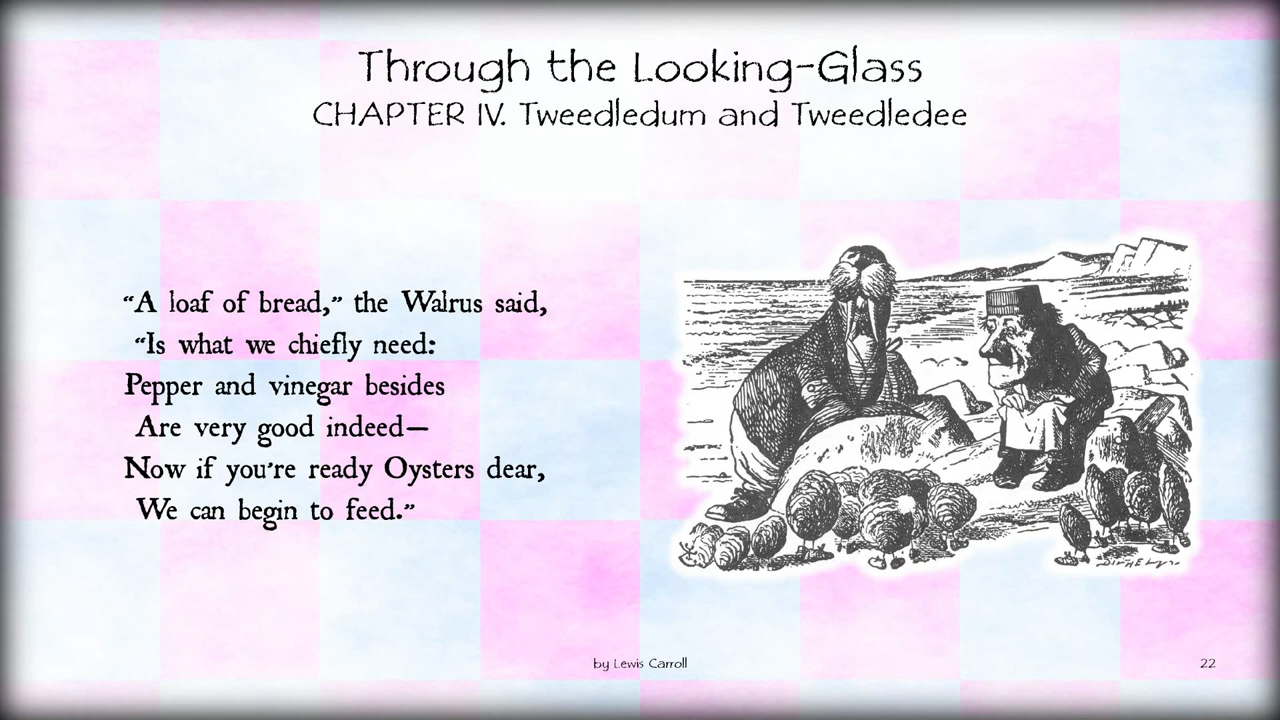 Through the Looking-Glass
CHAPTER IV. Tweedledum and Tweedledee
“A loaf of bread,” the Walrus said,
“Is what we chiefly need:
Pepper and vinegar besides
Are very good indeed—
Now if you’re ready Oysters dear,
We can begin to feed.”
by Lewis Carroll
22